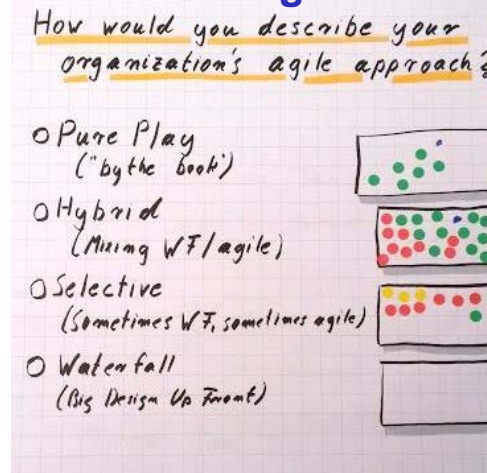 How would you describe your
organization's agile approach?
Pure Play
("by the book")
Hybrid
(Mixing WF/agile)
Selective
(Sometimes WF, sometimes agile)
Waterfall
(Big Design Up Front)